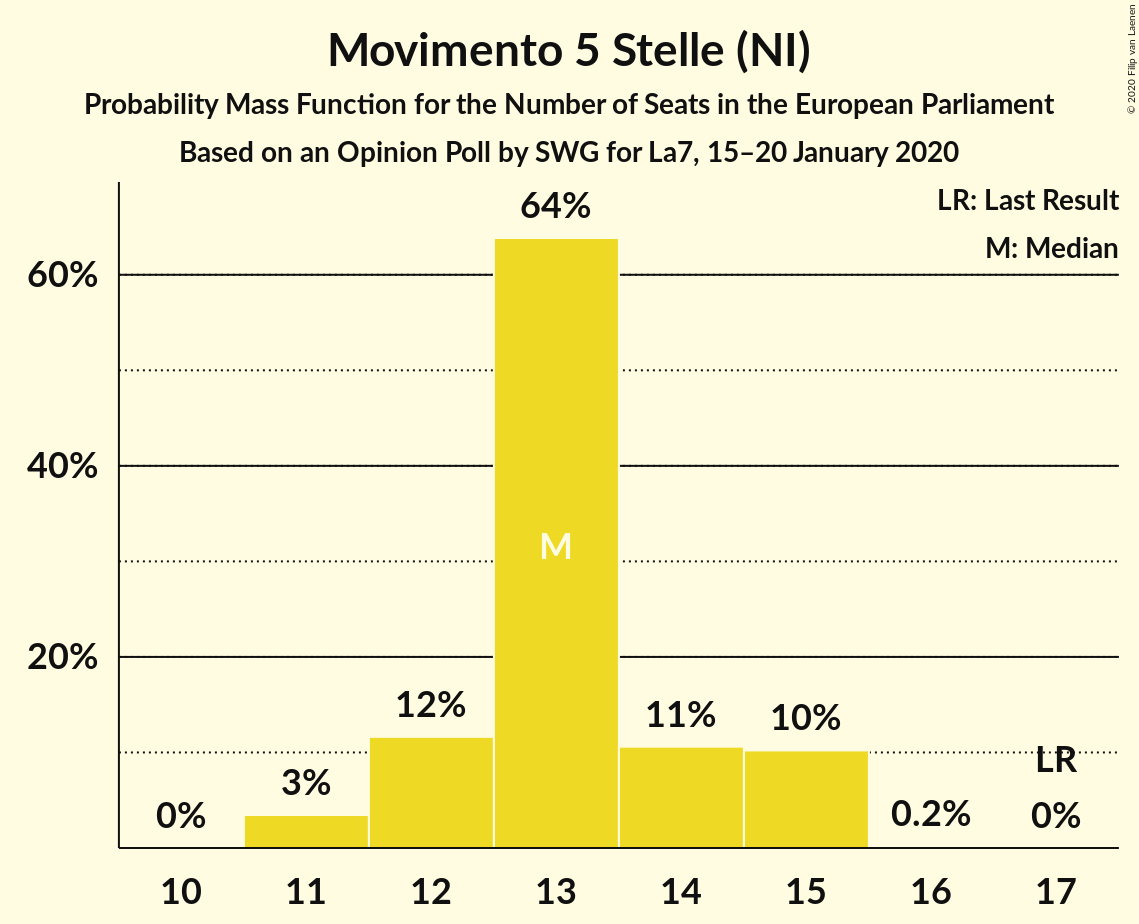 Movimento 5 Stelle (NI)
Probability Mass Function for the Number of Seats in the European Parliament
Based on an Opinion Poll by SWG for La7, 15–20 January 2020
© 2020 Filip van Laenen
LR: Last Result
M: Median
64%
60%
40%
M
20%
12%
11%
10%
LR
3%
0%
0.2%
0%
10 11 12 13 14 15 16 17